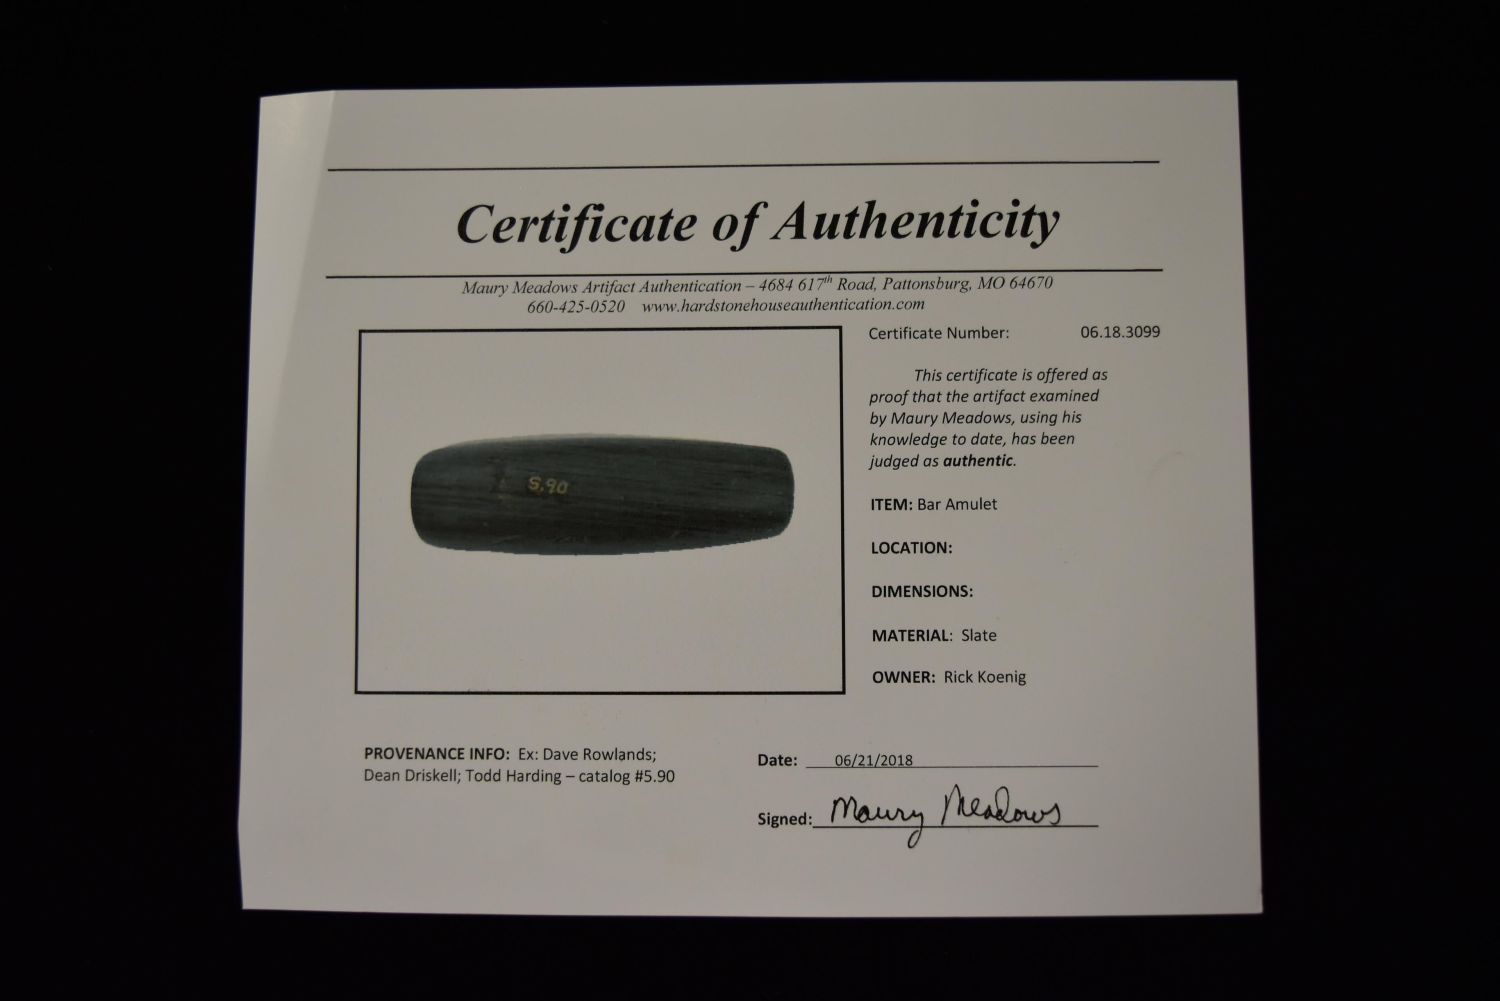 Certificate of Authenticity
Maury Meadows Artifact Authentication – 4684 617th Road, Pattonsburg, MO 64670
660-425-0520 www.hardstonehouseauthentication.com
Certificate Number: 06.18.3099
This certificate is offered as
proof that the artifact examined
by Maury Meadows, using his
knowledge to date, has been
judged as authentic.
5.90
ITEM: Bar Amulet
LOCATION:
DIMENSIONS:
MATERIAL: Slate
OWNER: Rick Koenig
PROVENANCE INFO: Ex: Dave Rowlands;
Dean Driskell; Todd Harding – catalog #5.90
Date: 06/21/2018
Signed: Maury Meadows